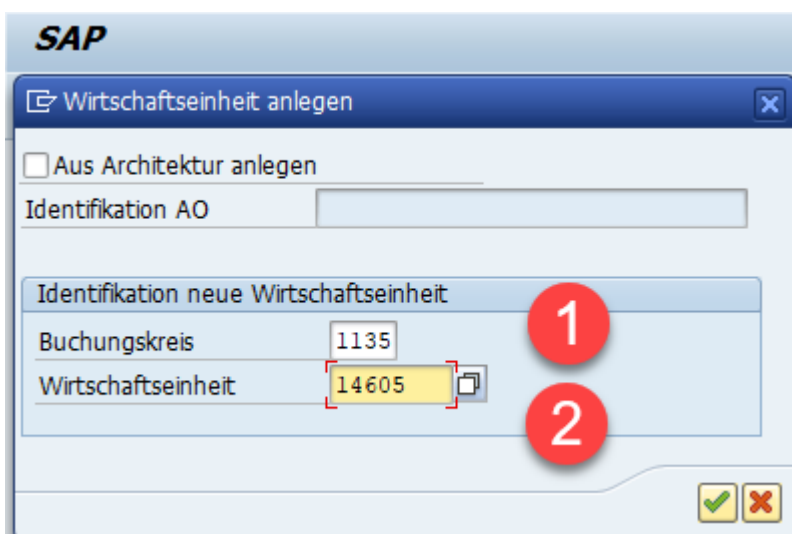 SAP
Wirtschaftseinheit anlegen
Aus Architektur anlegen
Identifikation AO
Identifikation neue Wirtschaftseinheit
Buchungskreis 1135 1
Wirtschaftseinheit 14605 2